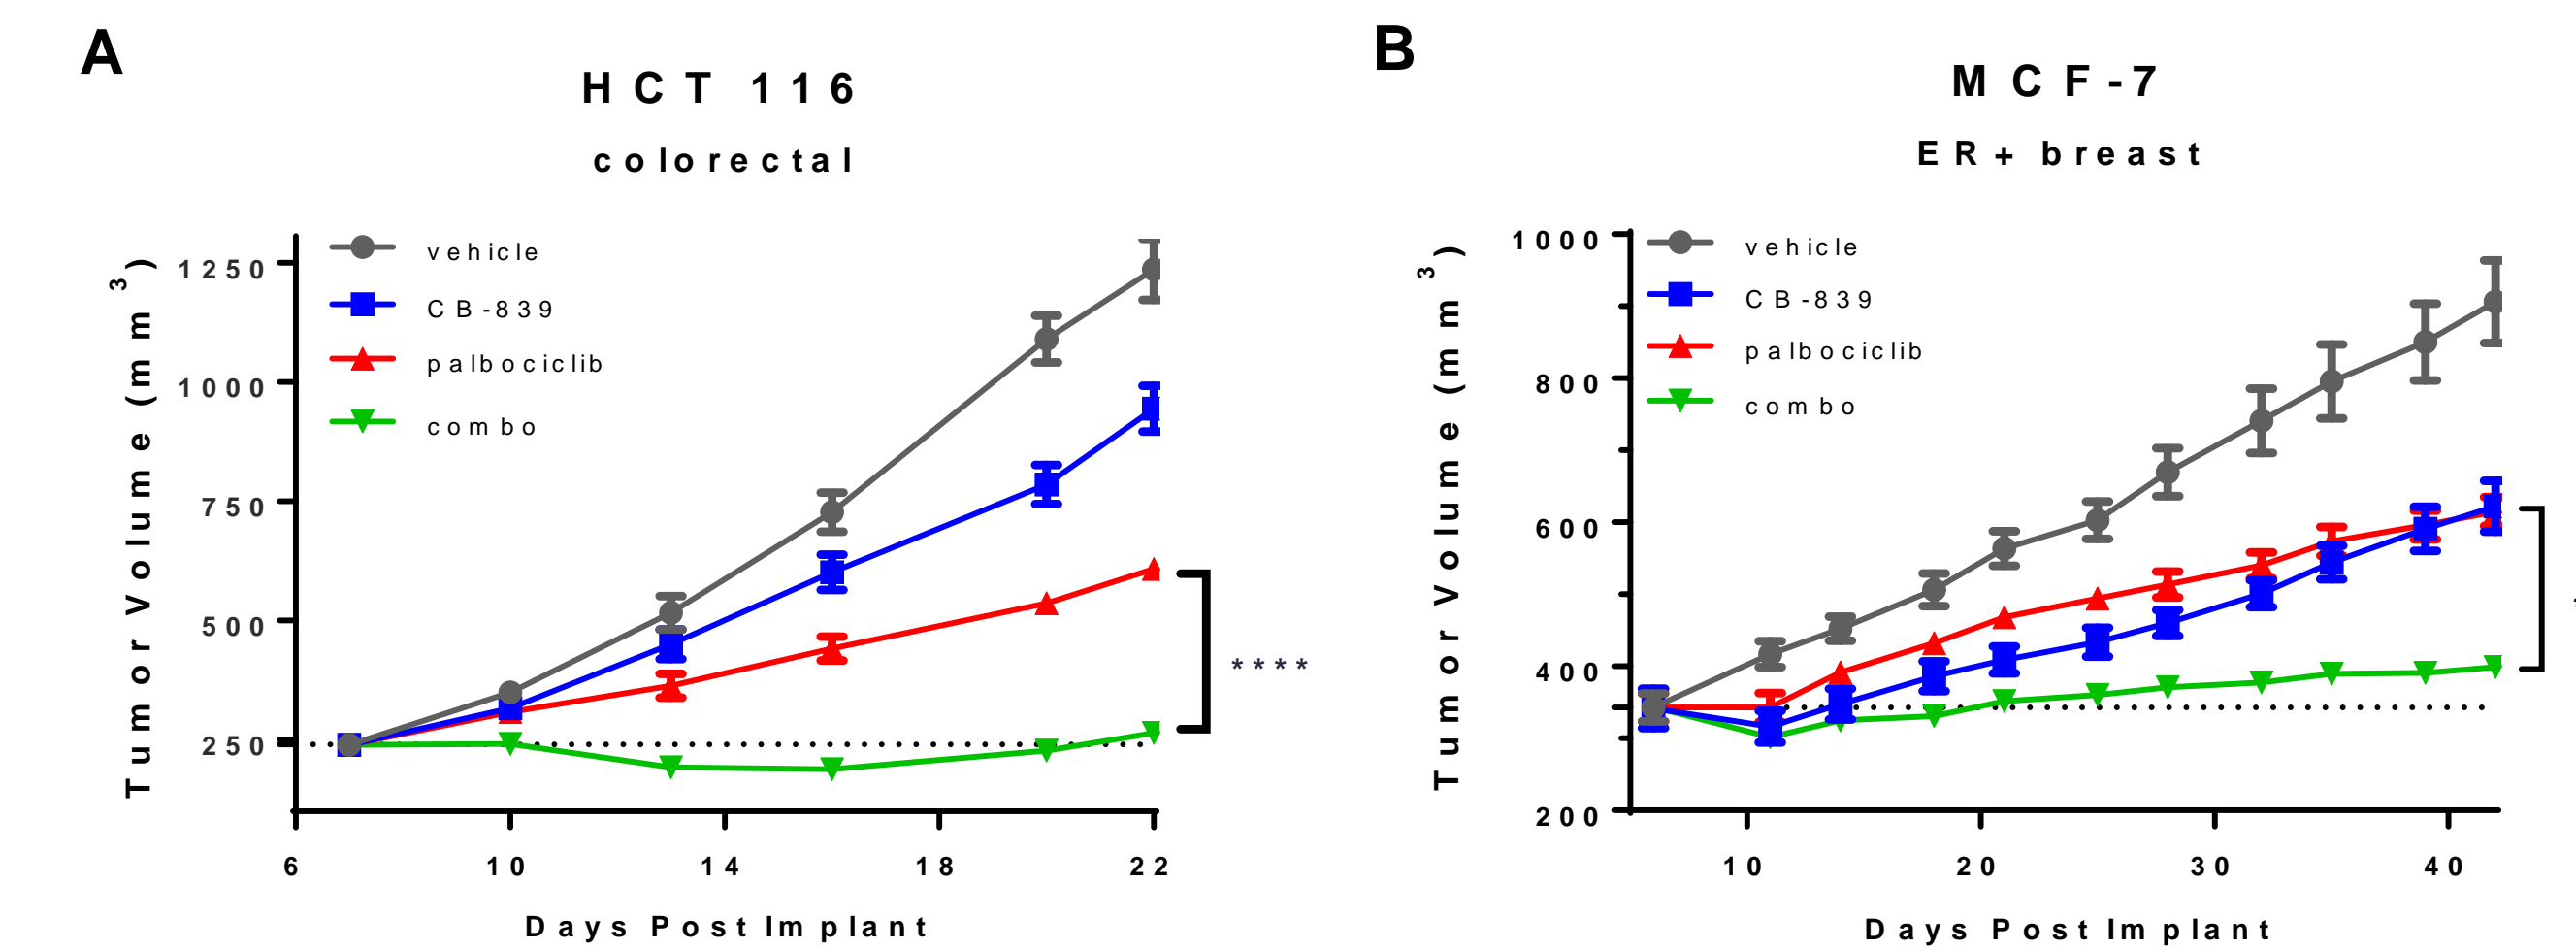 A
HCT 116
colorectal
Tumor Volume (mm3)
1250
1000
750
500
250
vehicle
CB-839
palbociclib
combo
****
6 10 14 18 22
Days Post Implant
B
MCF-7
ER+ breast
Tumor Volume (mm3)
1000
800
600
400
200
vehicle
CB-839
palbociclib
combo
10 20 30 40
Days Post Implant